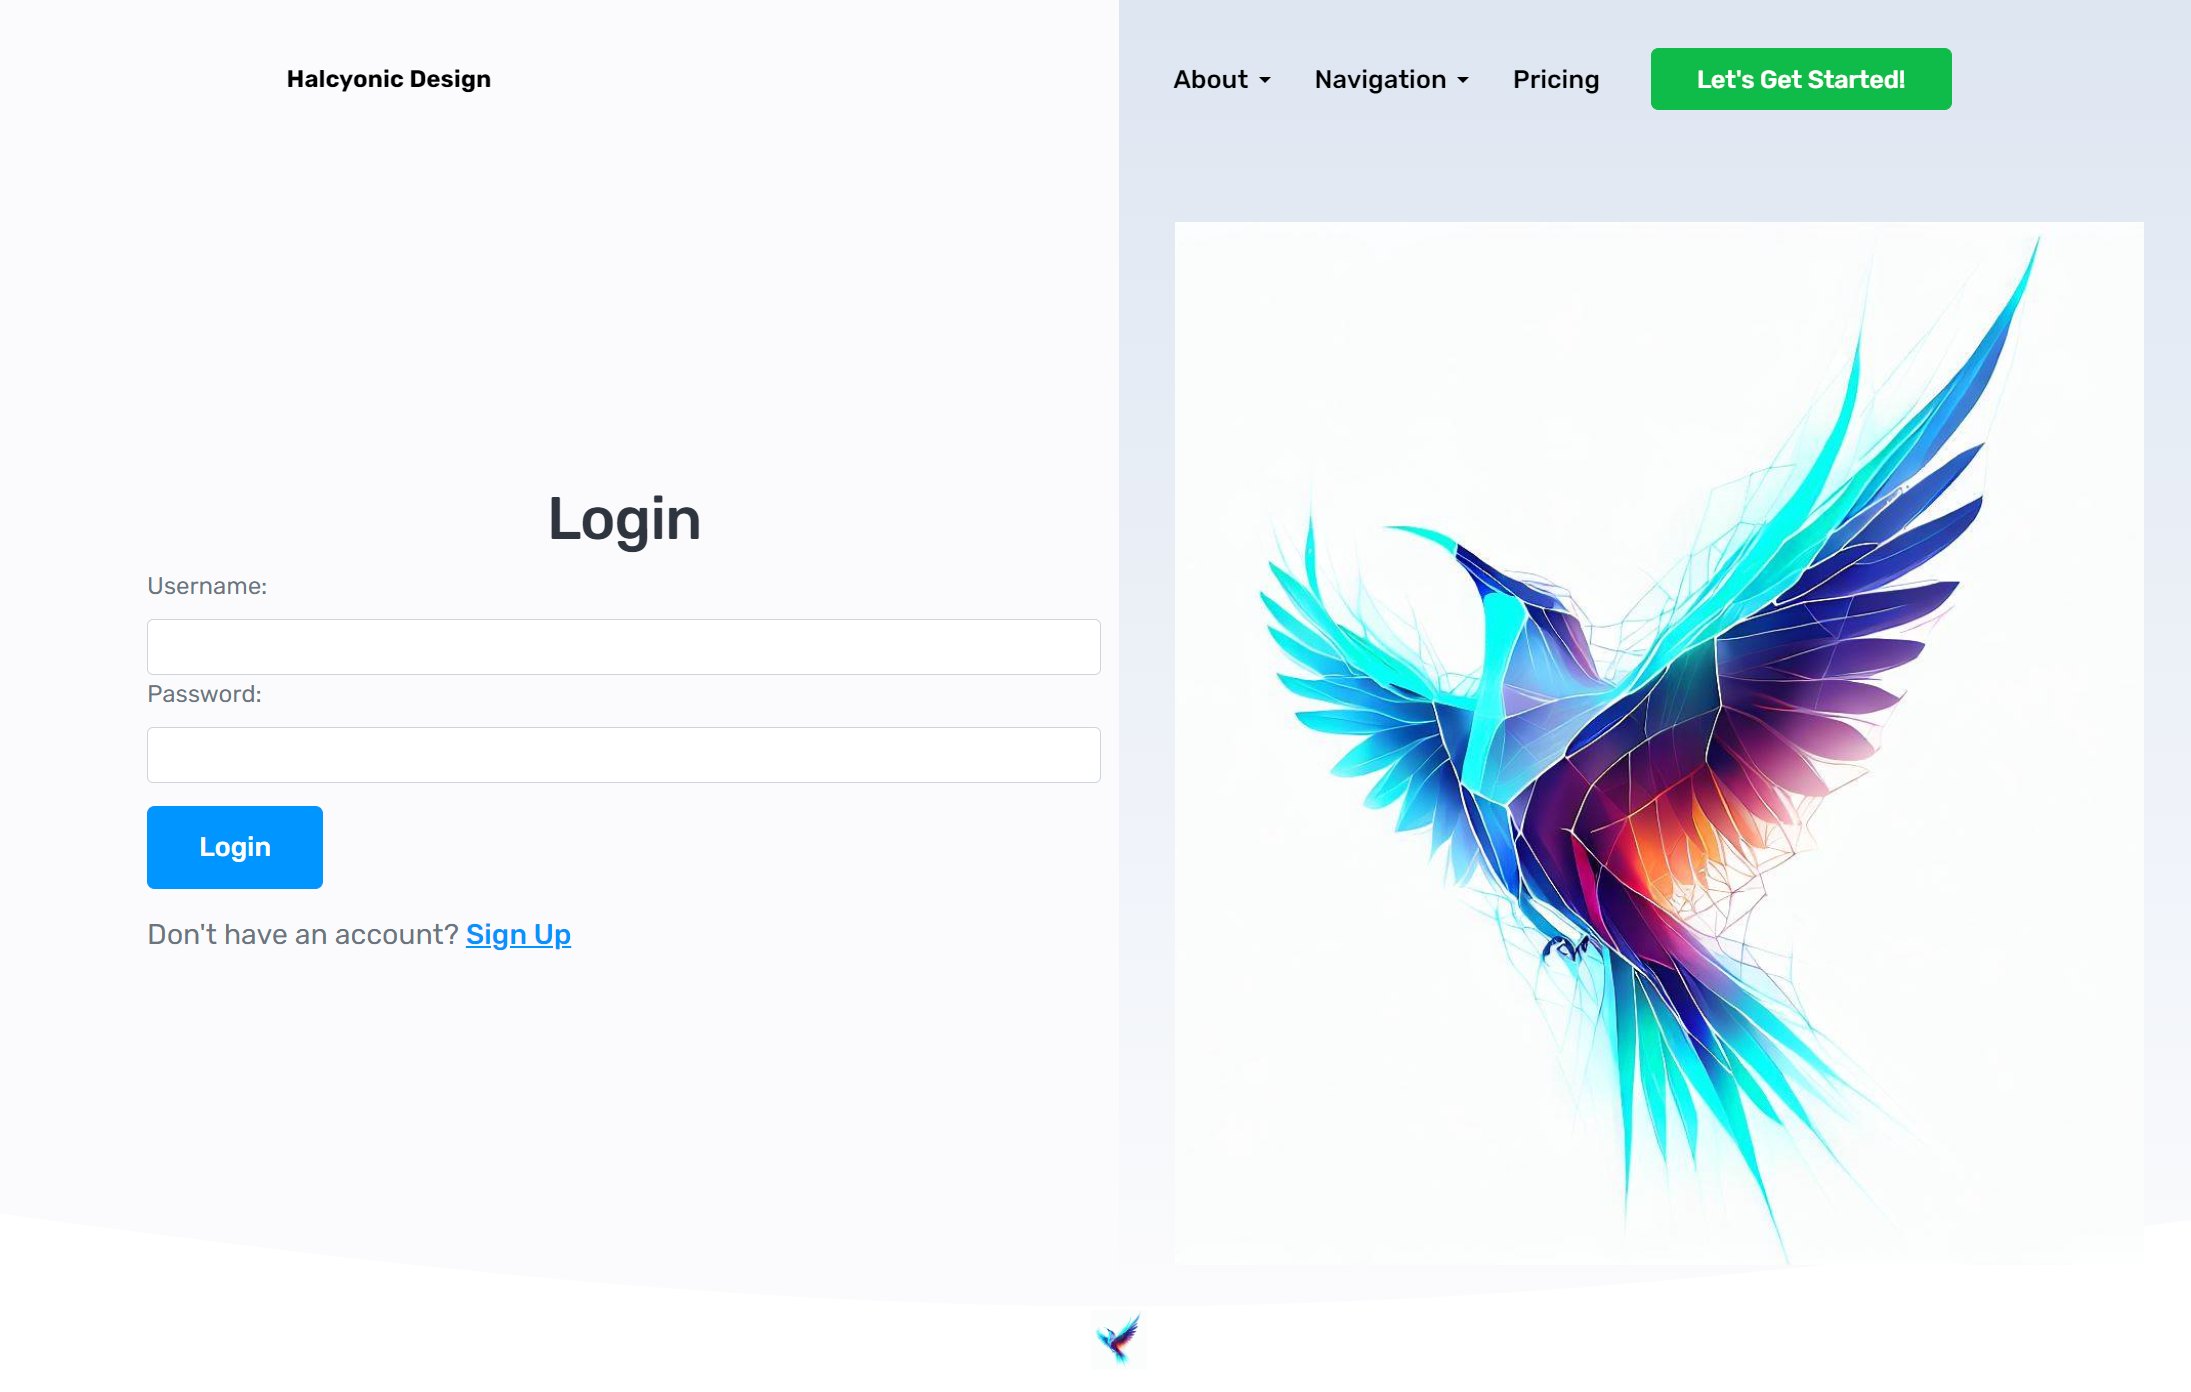 Halcyonic Design
About
Navigation
Pricing
Let's Get Started!
Login
Username:
Password:
Login
Don't have an account? Sign Up